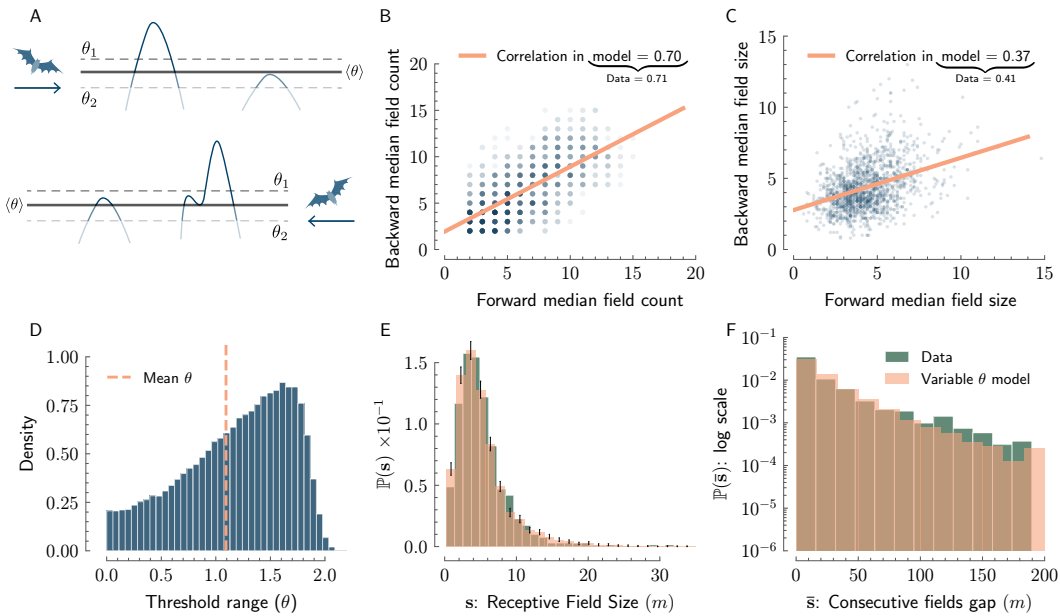 A
θ1
⟨θ⟩
θ2
θ1
⟨θ⟩
θ2
B
Correlation in model = 0.70
Data = 0.71
Backward median field count
20
15
10
5
0
0 5 10 15 20
Forward median field count
C
Correlation in model = 0.37
Data = 0.41
Backward median field size
15
10
5
0
0 5 10 15
Forward median field size
D
Mean θ
Density
1.00
0.75
0.50
0.25
0.00
0.0 0.4 0.8 1.2 1.6 2.0
Threshold range (θ)
E
ℙ(s) ×10⁻¹
1.5
1.0
0.5
0.0
0 10 20 30
s: Receptive Field Size (m)
F
Data
Variable θ model
ℙ(s̄): log scale
10⁻¹
10⁻²
10⁻³
10⁻⁴
10⁻⁵
10⁻⁶
0 50 100 150 200
s̄: Consecutive fields gap (m)